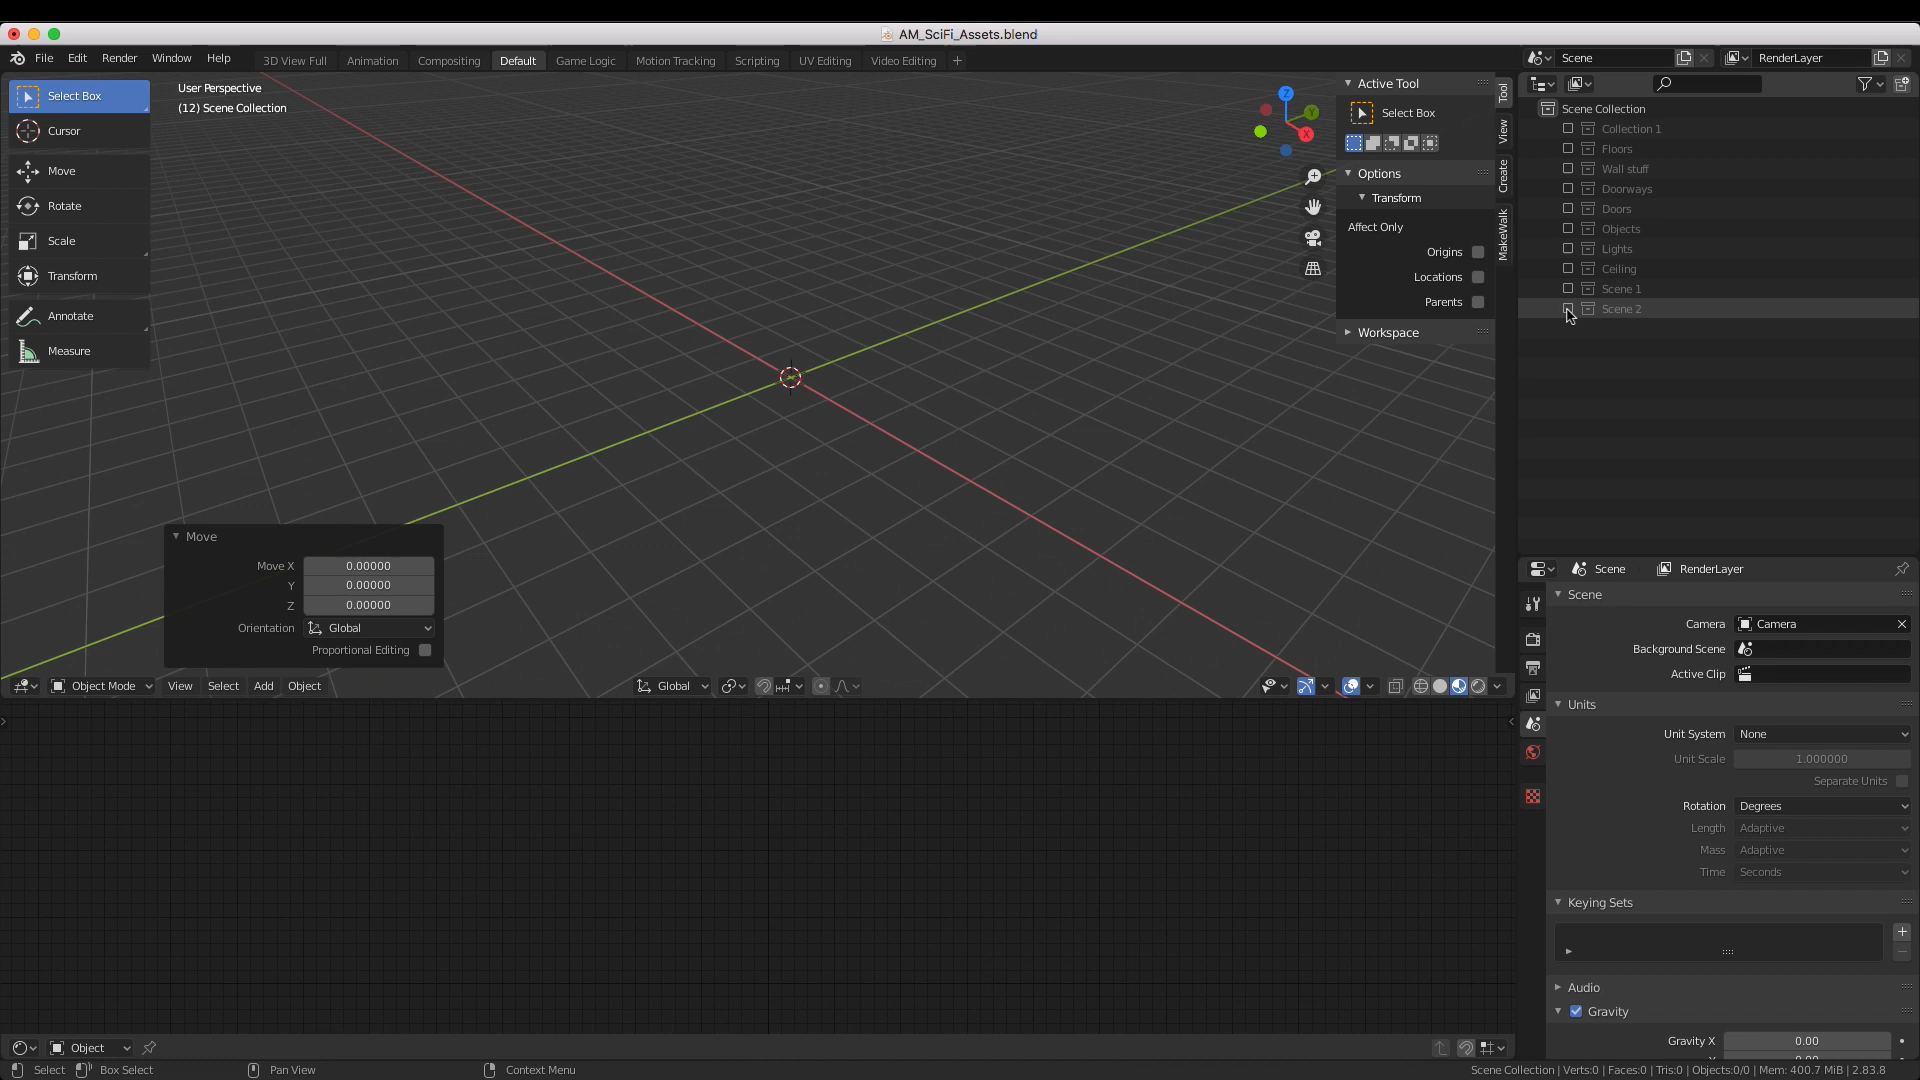 AM_SciFi_Assets.blend
File Edit Render Window Help
3D View Full Animation Compositing Default Game Logic Motion Tracking Scripting UV Editing Video Editing +
Scene
RenderLayer
Select Box
Cursor
Move
Rotate
Scale
Transform
Annotate
Measure
User Perspective
(12) Scene Collection
Z
Y
X
Active Tool
Select Box
Options
Transform
Affect Only
Origins
Locations
Parents
Workspace
Tool
View
Create
MakeWalk
Scene Collection
Collection 1
Floors
Wall stuff
Doorways
Doors
Objects
Lights
Ceiling
Scene 1
Scene 2
Move
Move X 0.00000
Y 0.00000
Z 0.00000
Orientation Global
Proportional Editing
Object Mode View Select Add Object
Global
Scene RenderLayer
Scene
Camera Camera
Background Scene
Active Clip
Units
Unit System None
Unit Scale 1.000000
Separate Units
Rotation Degrees
Length Adaptive
Mass Adaptive
Time Seconds
Keying Sets
Audio
Gravity
Gravity X 0.00
Object
Select Box Select Pan View Context Menu
Scene Collection | Verts:0 | Faces:0 | Tris:0 | Objects:0/0 | Mem: 400.7 MiB | 2.83.8